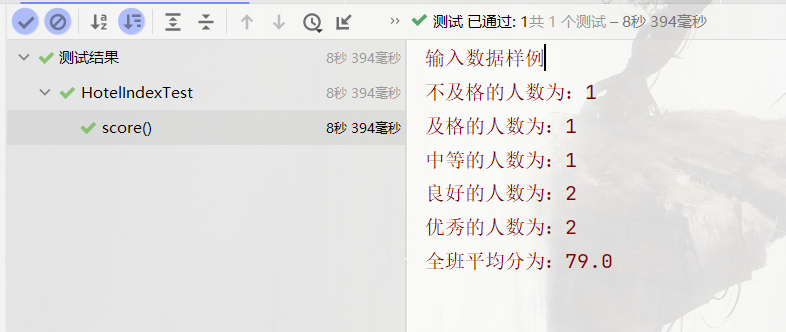 测试 已通过: 1共 1 个测试 – 8秒 394毫秒
测试结果 8秒 394毫秒
HotelIndexTest 8秒 394毫秒
score() 8秒 394毫秒
输入数据样例
不及格的人数为：1
及格的人数为：1
中等的人数为：1
良好的人数为：2
优秀的人数为：2
全班平均分为：79.0